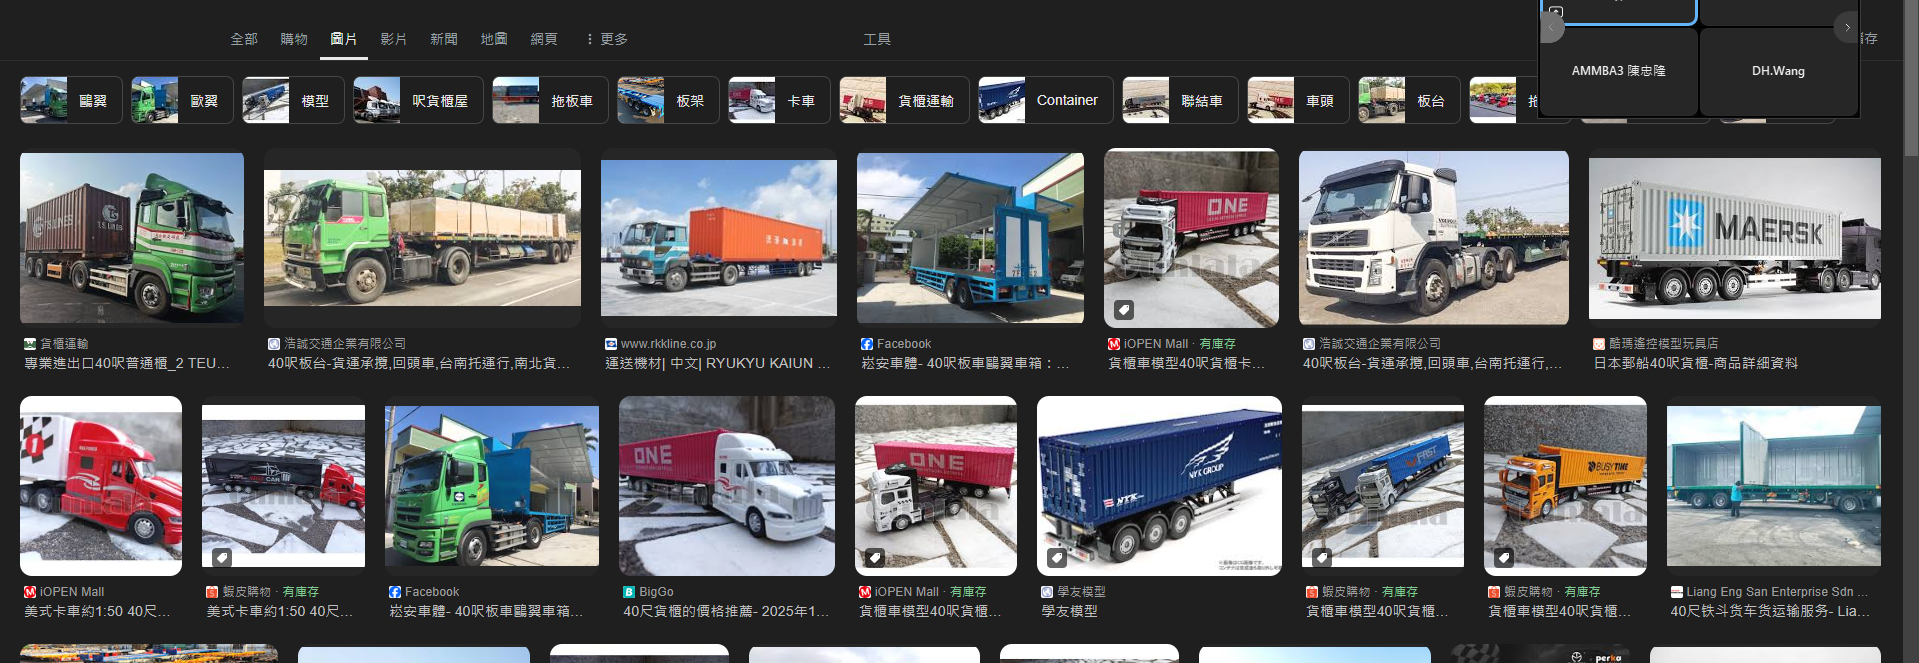 全部 購物 圖片 影片 新聞 地圖 網頁 更多 工具
AMMBA3 陳忠隆
DH.Wang
鷗翼 歐翼 模型 呎貨櫃屋 拖板車 板架 卡車 貨櫃運輸 Container 聯結車 車頭 板台
T.S. LINES
ONE
MAERSK
貨櫃運輸
專業進出口40呎普通櫃_2 TEU...
浩誠交通企業有限公司
40呎板台-貨運承攬,回頭車,台南托運行,南北貨...
www.rkkline.co.jp
運送機材| 中文| RYUKYU KAIUN ...
Facebook
崧安車體- 40呎板車鷗翼車箱：...
iOPEN Mall · 有庫存
貨櫃車模型40呎貨櫃卡...
浩誠交通企業有限公司
40呎板台-貨運承攬,回頭車,台南托運行,...
酷瑪遙控模型玩具店
日本郵船40呎貨櫃-商品詳細資料
1
ONE
ONE
NYK GROUP
NYK
BUSYTIME
iOPEN Mall
美式卡車約1:50 40尺...
蝦皮購物 · 有庫存
美式卡車約1:50 40尺...
Facebook
崧安車體- 40呎板車鷗翼車箱...
BigGo
40尺貨櫃的價格推薦- 2025年1...
iOPEN Mall · 有庫存
貨櫃車模型40呎貨櫃...
學友模型
學友模型
蝦皮購物 · 有庫存
貨櫃車模型40呎貨櫃...
蝦皮購物 · 有庫存
貨櫃車模型40呎貨櫃...
Liang Eng San Enterprise Sdn ...
40尺铁斗货车货运输服务- Lia...
perka